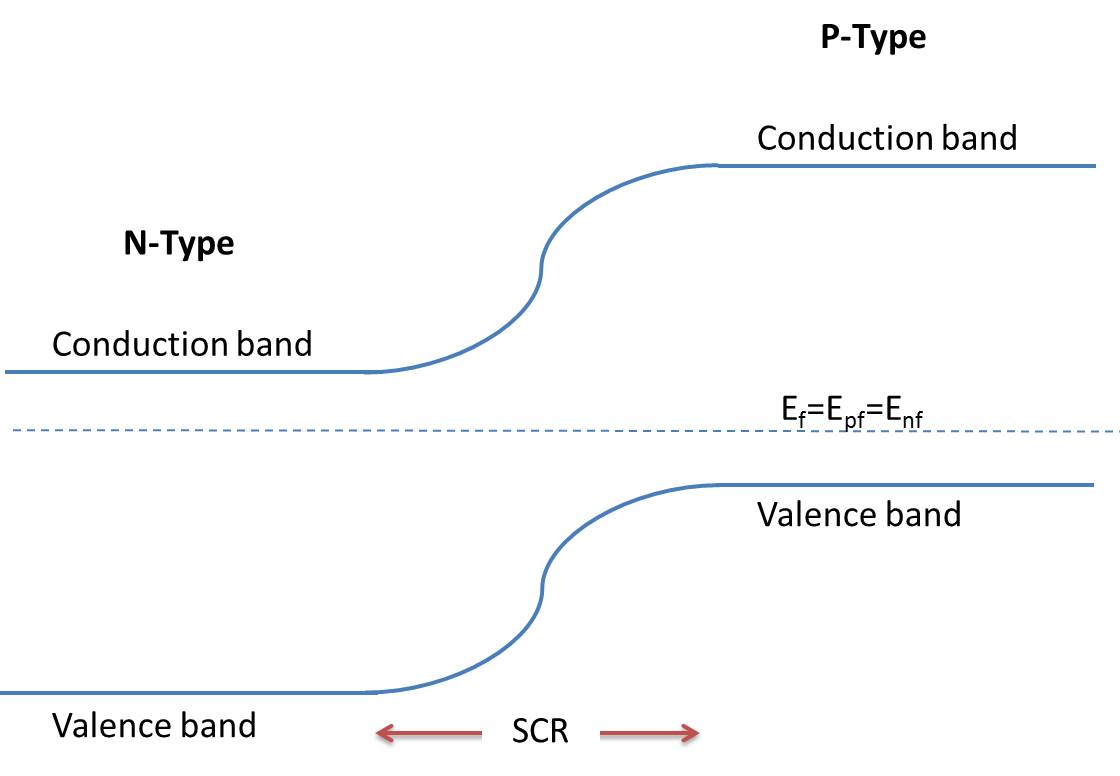 P-Type
Conduction band
N-Type
Conduction band
Ef=Epf=Enf
Valence band
Valence band
SCR